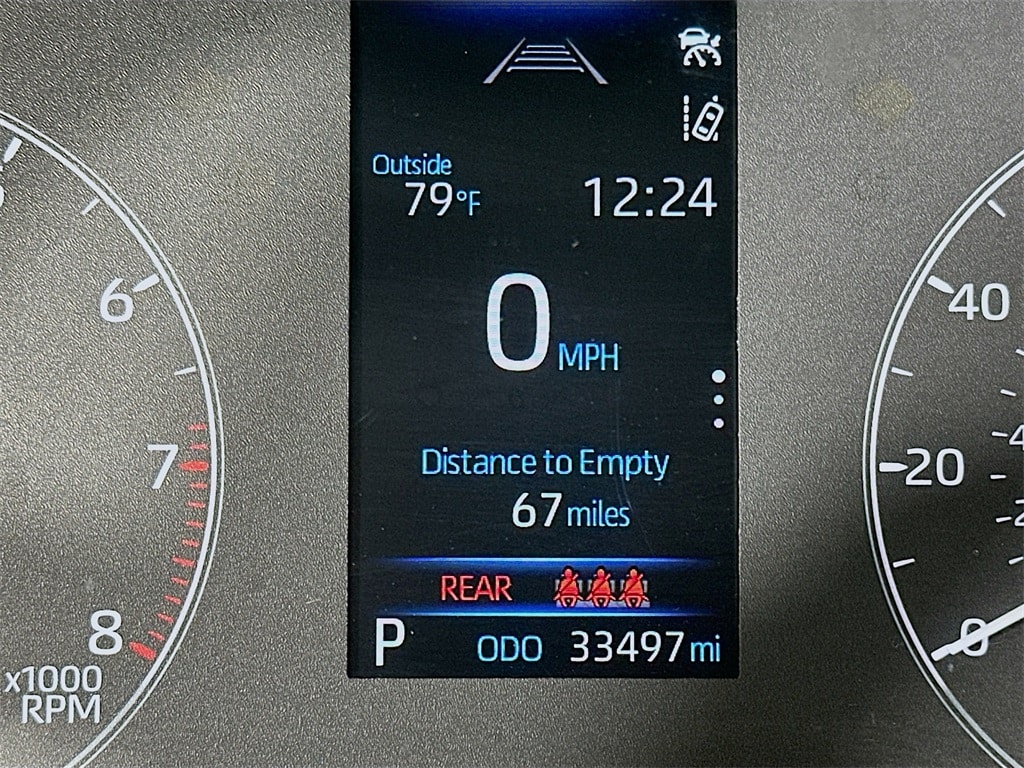 Outside
79°F 12:24
0 MPH
Distance to Empty
67 miles
REAR
P ODO 33497 mi
6
7
8
x1000
RPM
40
20
0